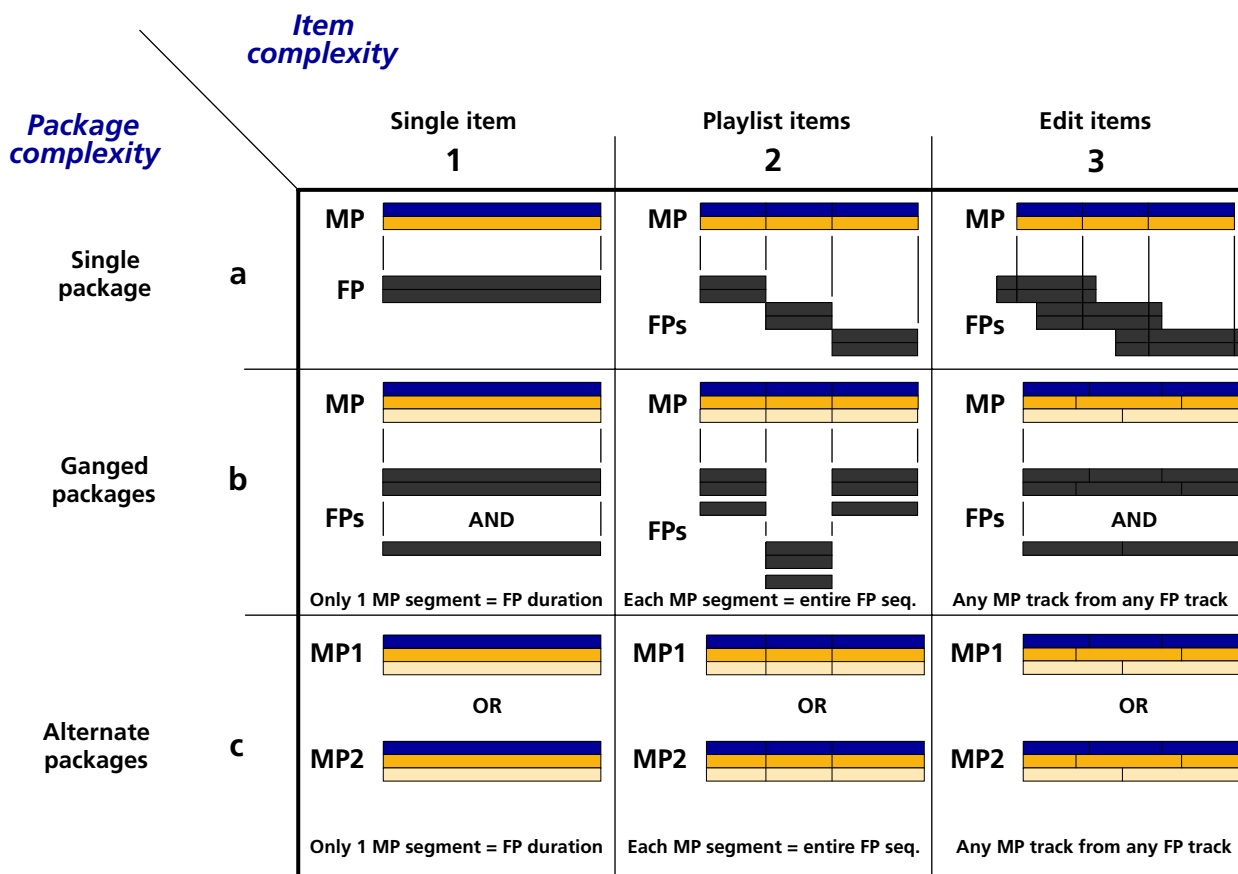 Item
complexity
Package
complexity
Single item
Playlist items
Edit items
1
2
3
MP
MP
MP
Single
package
a
FP
FPs
FPs
MP
MP
MP
Ganged
packages
b
FPs
AND
FPs
FPs
AND
Only 1 MP segment = FP duration
Each MP segment = entire FP seq.
Any MP track from any FP track
MP1
MP1
MP1
OR
OR
OR
Alternate
packages
c
MP2
MP2
MP2
Only 1 MP segment = FP duration
Each MP segment = entire FP seq.
Any MP track from any FP track